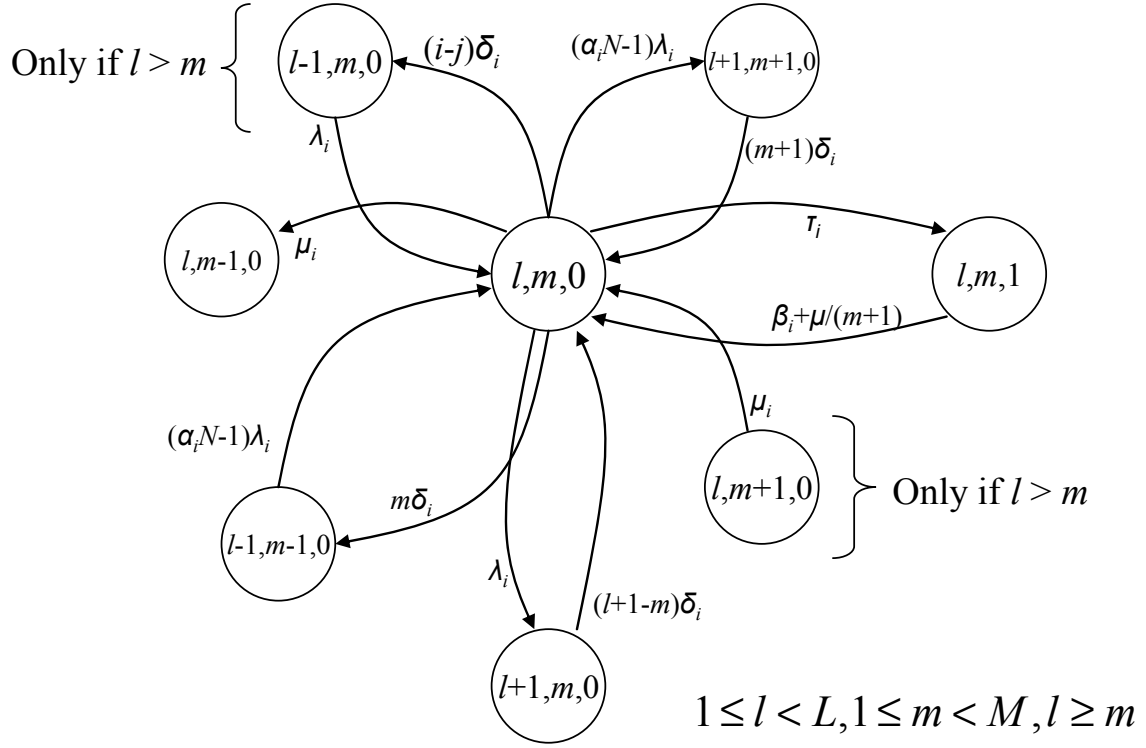 Only if l > m
l-1,m,0
(i-j)δᵢ
(αᵢN-1)λᵢ
l+1,m+1,0
λᵢ
(m+1)δᵢ
l,m-1,0
μᵢ
l,m,0
τᵢ
l,m,1
βᵢ+μ/(m+1)
(αᵢN-1)λᵢ
μᵢ
l,m+1,0
Only if l > m
l-1,m-1,0
mδᵢ
λᵢ
(l+1-m)δᵢ
l+1,m,0
1 ≤ l < L, 1 ≤ m < M, l ≥ m